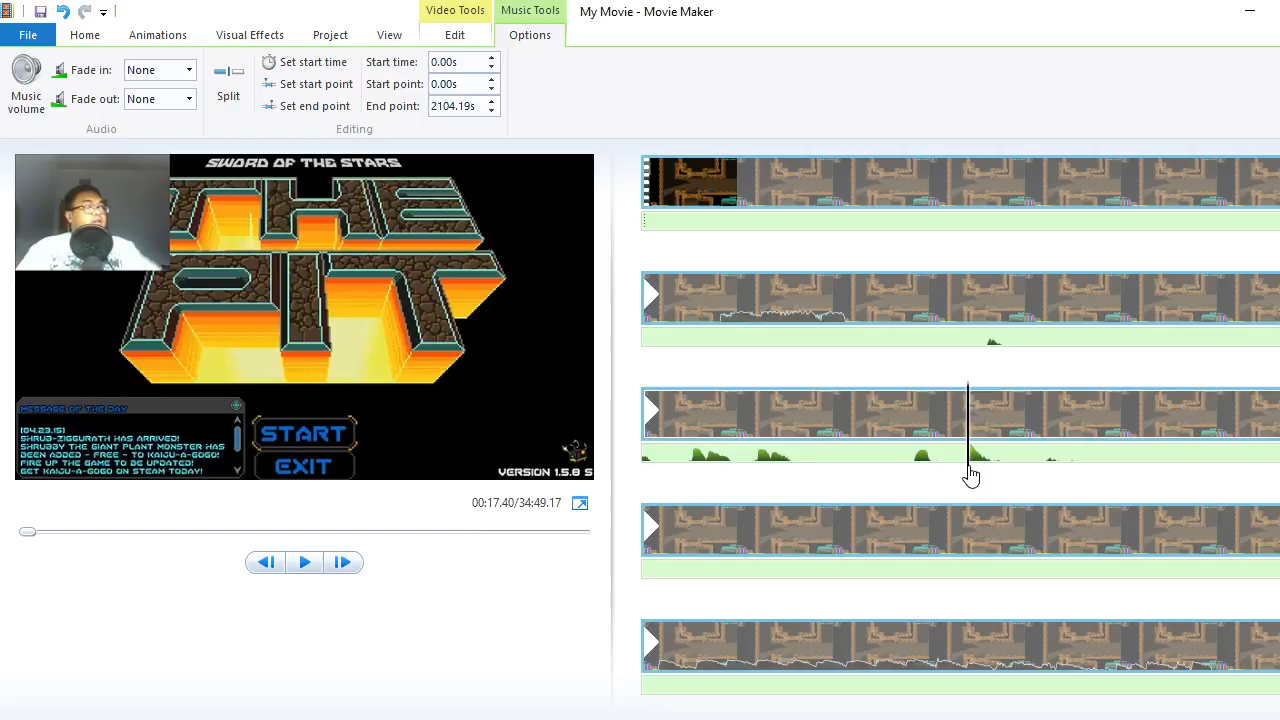 Video Tools
Music Tools
My Movie - Movie Maker
File
Home
Animations
Visual Effects
Project
View
Edit
Options
Music volume
Fade in:
None
Fade out:
None
Audio
Split
Set start time
Set start point
Set end point
Start time:
0.00s
Start point:
0.00s
End point:
2104.19s
Editing
SWORD OF THE STARS
THE
PIT
MESSAGE OF THE DAY
[04.23.15]
SHRUB-ZIGGURATH HAS ARRIVED!
SHRUBBY THE GIANT PLANT MONSTER HAS
BEEN ADDED - FREE - TO KAIJU-A-GOGO!
FIRE UP THE GAME TO BE UPDATED!
GET KAIJU-A-GOGO ON STEAM TODAY!
START
EXIT
VERSION 1.5.8 S
00:17.40/34:49.17